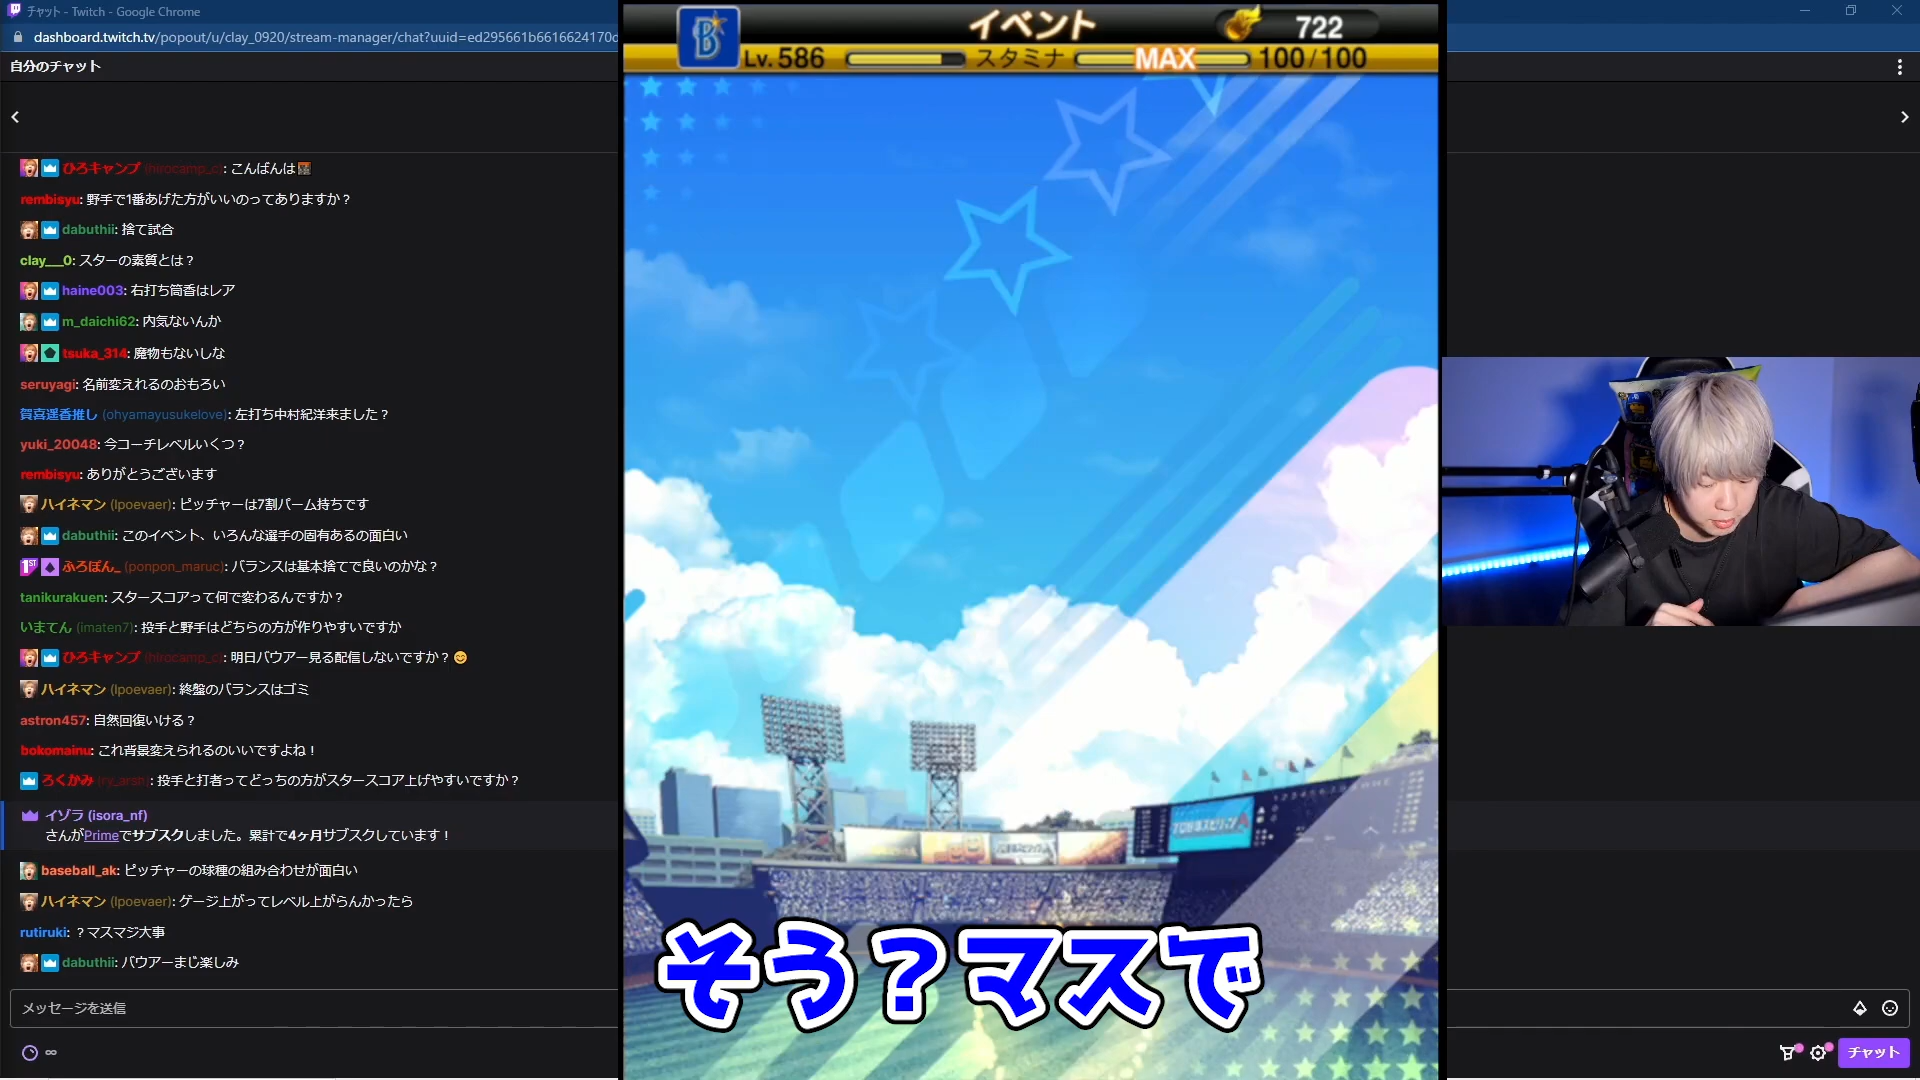 チャット - Twitch - Google Chrome
dashboard.twitch.tv/popout/u/clay_0920/stream-manager/chat?uuid=ed295661b6616624170c
自分のチャット
ひろキャンプ (hirocamp_c): こんばんは
rembisyu: 野手で1番あげた方がいいのってありますか？
dabuthii: 捨て試合
clay__0: スターの素質とは？
haine003: 右打ち筒香はレア
m_daichi62: 内気ないんか
tsuka_314: 魔物もないしな
seruyagi: 名前変えれるのおもろい
賀喜遥香推し (ohyamayusukelove): 左打ち中村紀洋来ました？
yuki_20048: 今コーチレベルいくつ？
rembisyu: ありがとうございます
ハイネマン (lpoevaer): ピッチャーは7割パーム持ちです
dabuthii: このイベント、いろんな選手の固有あるの面白い
ふろぽん_ (ponpon_maruc): バランスは基本捨てで良いのかな？
tanikurakuen: スタースコアって何で変わるんですか？
いまてん (imaten7): 投手と野手はどちらの方が作りやすいですか
ひろキャンプ (hirocamp_c): 明日バウアー見る配信しないですか？😊
ハイネマン (lpoevaer): 終盤のバランスはゴミ
astron457: 自然回復いける？
bokomainu: これ背景変えられるのいいですよね！
ろくかみ (ry_arsn): 投手と打者ってどっちの方がスタースコア上げやすいですか？
イゾラ (isora_nf)
さんがPrimeでサブスクしました。累計で4ヶ月サブスクしています！
baseball_ak: ピッチャーの球種の組み合わせが面白い
ハイネマン (lpoevaer): ゲージ上がってレベル上がらんかったら
rutiruki: ？マスマジ大事
dabuthii: バウアーまじ楽しみ
メッセージを送信
∞
チャット
イベント
722
Lv. 586
スタミナ
MAX
100/100
プロ野球スピリッツA
そう？マスで